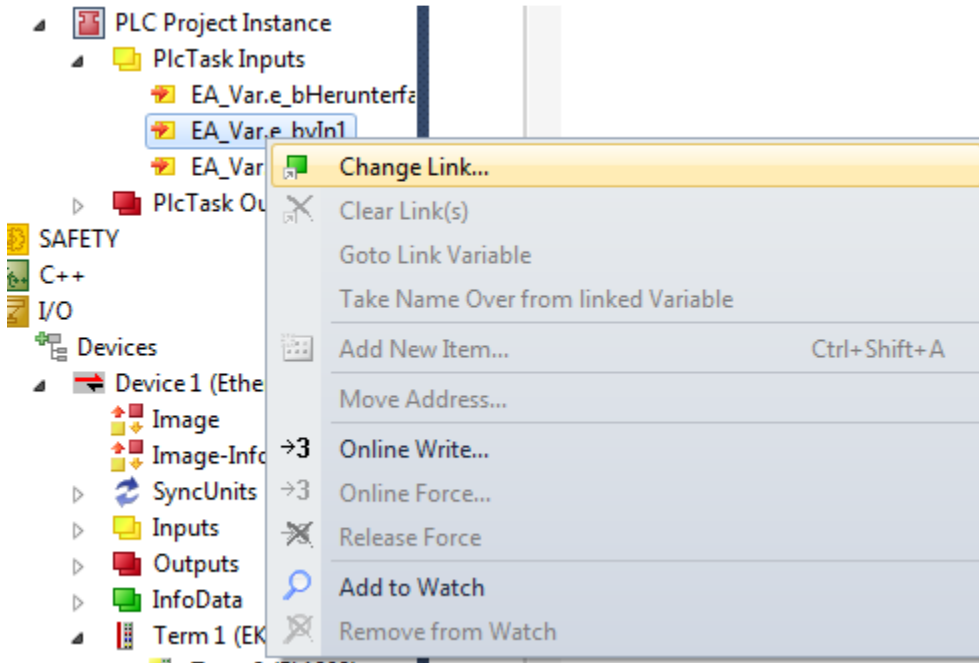 PLC Project Instance
PlcTask Inputs
EA_Var.e_bHerunterfa
EA_Var.e_byIn1
EA_Var
PlcTask Ou
SAFETY
C++
I/O
Devices
Device 1 (Ethe
Image
Image-Info
SyncUnits
Inputs
Outputs
InfoData
Term 1 (EK
Change Link...
Clear Link(s)
Goto Link Variable
Take Name Over from linked Variable
Add New Item... Ctrl+Shift+A
Move Address...
→3 Online Write...
→3 Online Force...
Release Force
Add to Watch
Remove from Watch